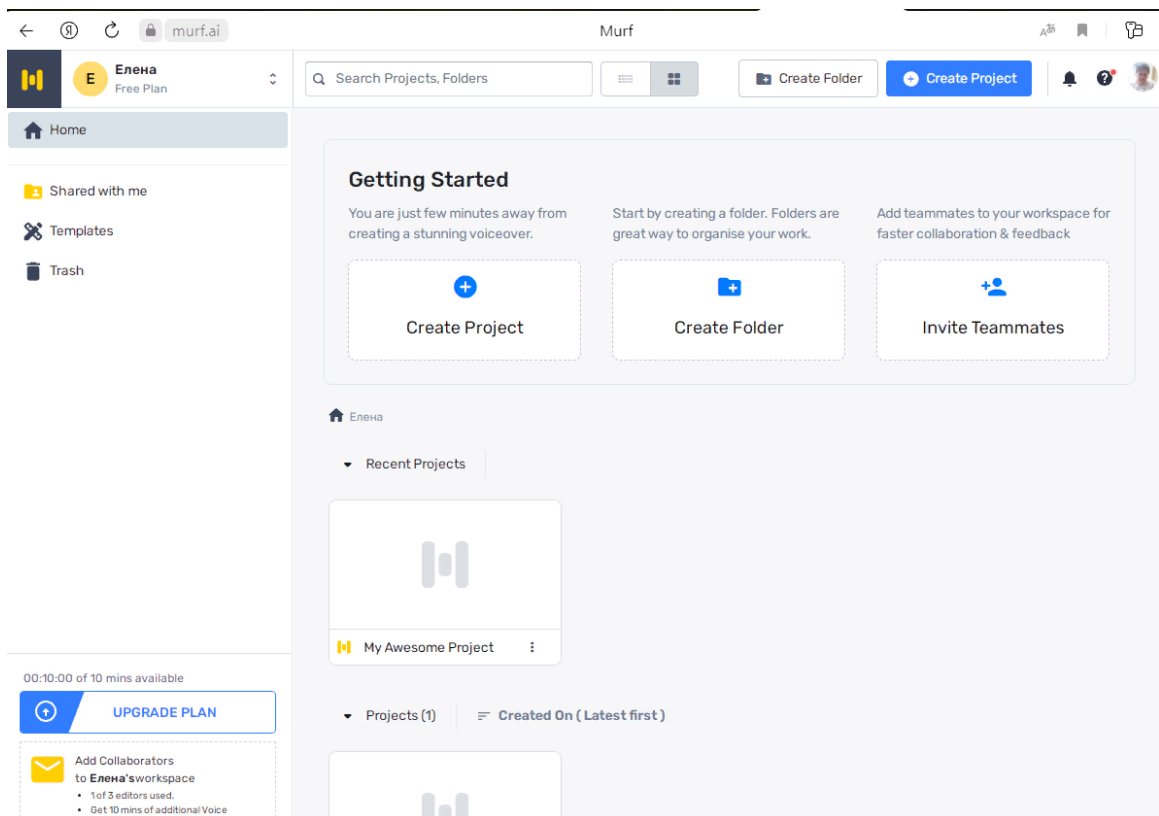 murf.ai
Murf
E
Елена
Free Plan
Search Projects, Folders
Create Folder
Create Project
Home
Shared with me
Templates
Trash
Getting Started
You are just few minutes away from
creating a stunning voiceover.
Start by creating a folder. Folders are
great way to organise your work.
Add teammates to your workspace for
faster collaboration & feedback
Create Project
Create Folder
Invite Teammates
Елена
Recent Projects
My Awesome Project
Projects (1)
Created On ( Latest first )
00:10:00 of 10 mins available
UPGRADE PLAN
Add Collaborators
to Елена'sworkspace
• 1 of 3 editors used.
• Get 10 mins of additional Voice